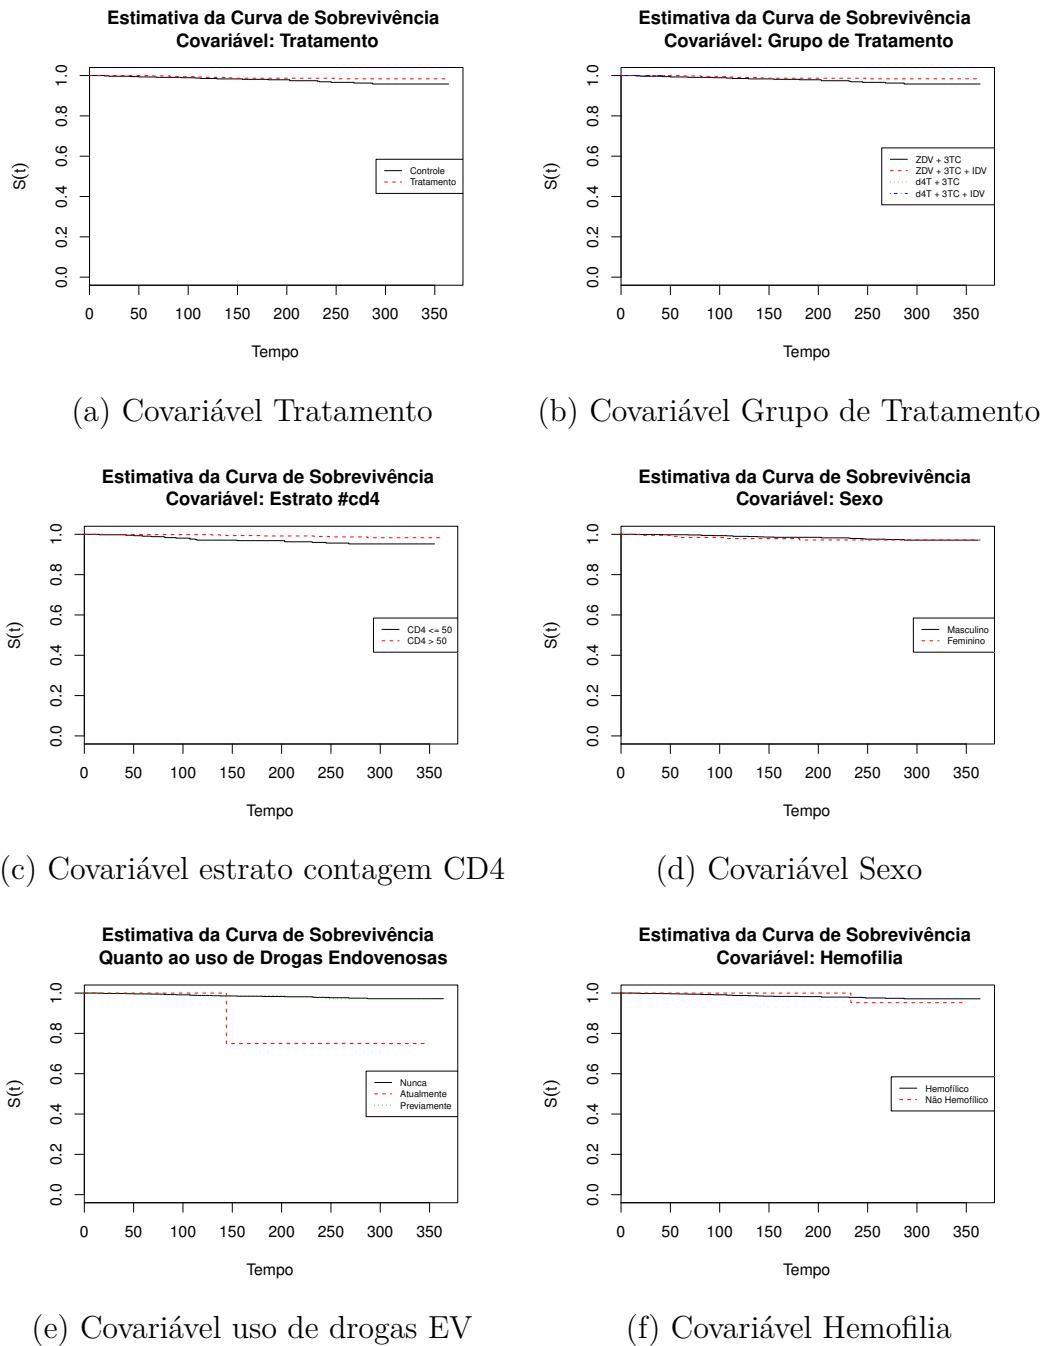 Estimativa da Curva de Sobrevivência
Covariável: Tratamento
S(t)
1.0
0.8
0.6
0.4
0.2
0.0
Controle
Tratamento
0 50 100 150 200 250 300 350
Tempo
(a) Covariável Tratamento
Estimativa da Curva de Sobrevivência
Covariável: Grupo de Tratamento
S(t)
1.0
0.8
0.6
0.4
0.2
0.0
ZDV + 3TC
ZDV + 3TC + IDV
d4T + 3TC
d4T + 3TC + IDV
0 50 100 150 200 250 300 350
Tempo
(b) Covariável Grupo de Tratamento
Estimativa da Curva de Sobrevivência
Covariável: Estrato #cd4
S(t)
1.0
0.8
0.6
0.4
0.2
0.0
CD4 <= 50
CD4 > 50
0 50 100 150 200 250 300 350
Tempo
(c) Covariável estrato contagem CD4
Estimativa da Curva de Sobrevivência
Covariável: Sexo
S(t)
1.0
0.8
0.6
0.4
0.2
0.0
Masculino
Feminino
0 50 100 150 200 250 300 350
Tempo
(d) Covariável Sexo
Estimativa da Curva de Sobrevivência
Quanto ao uso de Drogas Endovenosas
S(t)
1.0
0.8
0.6
0.4
0.2
0.0
Nunca
Atualmente
Previamente
0 50 100 150 200 250 300 350
Tempo
(e) Covariável uso de drogas EV
Estimativa da Curva de Sobrevivência
Covariável: Hemofilia
S(t)
1.0
0.8
0.6
0.4
0.2
0.0
Hemofílico
Não Hemofílico
0 50 100 150 200 250 300 350
Tempo
(f) Covariável Hemofilia